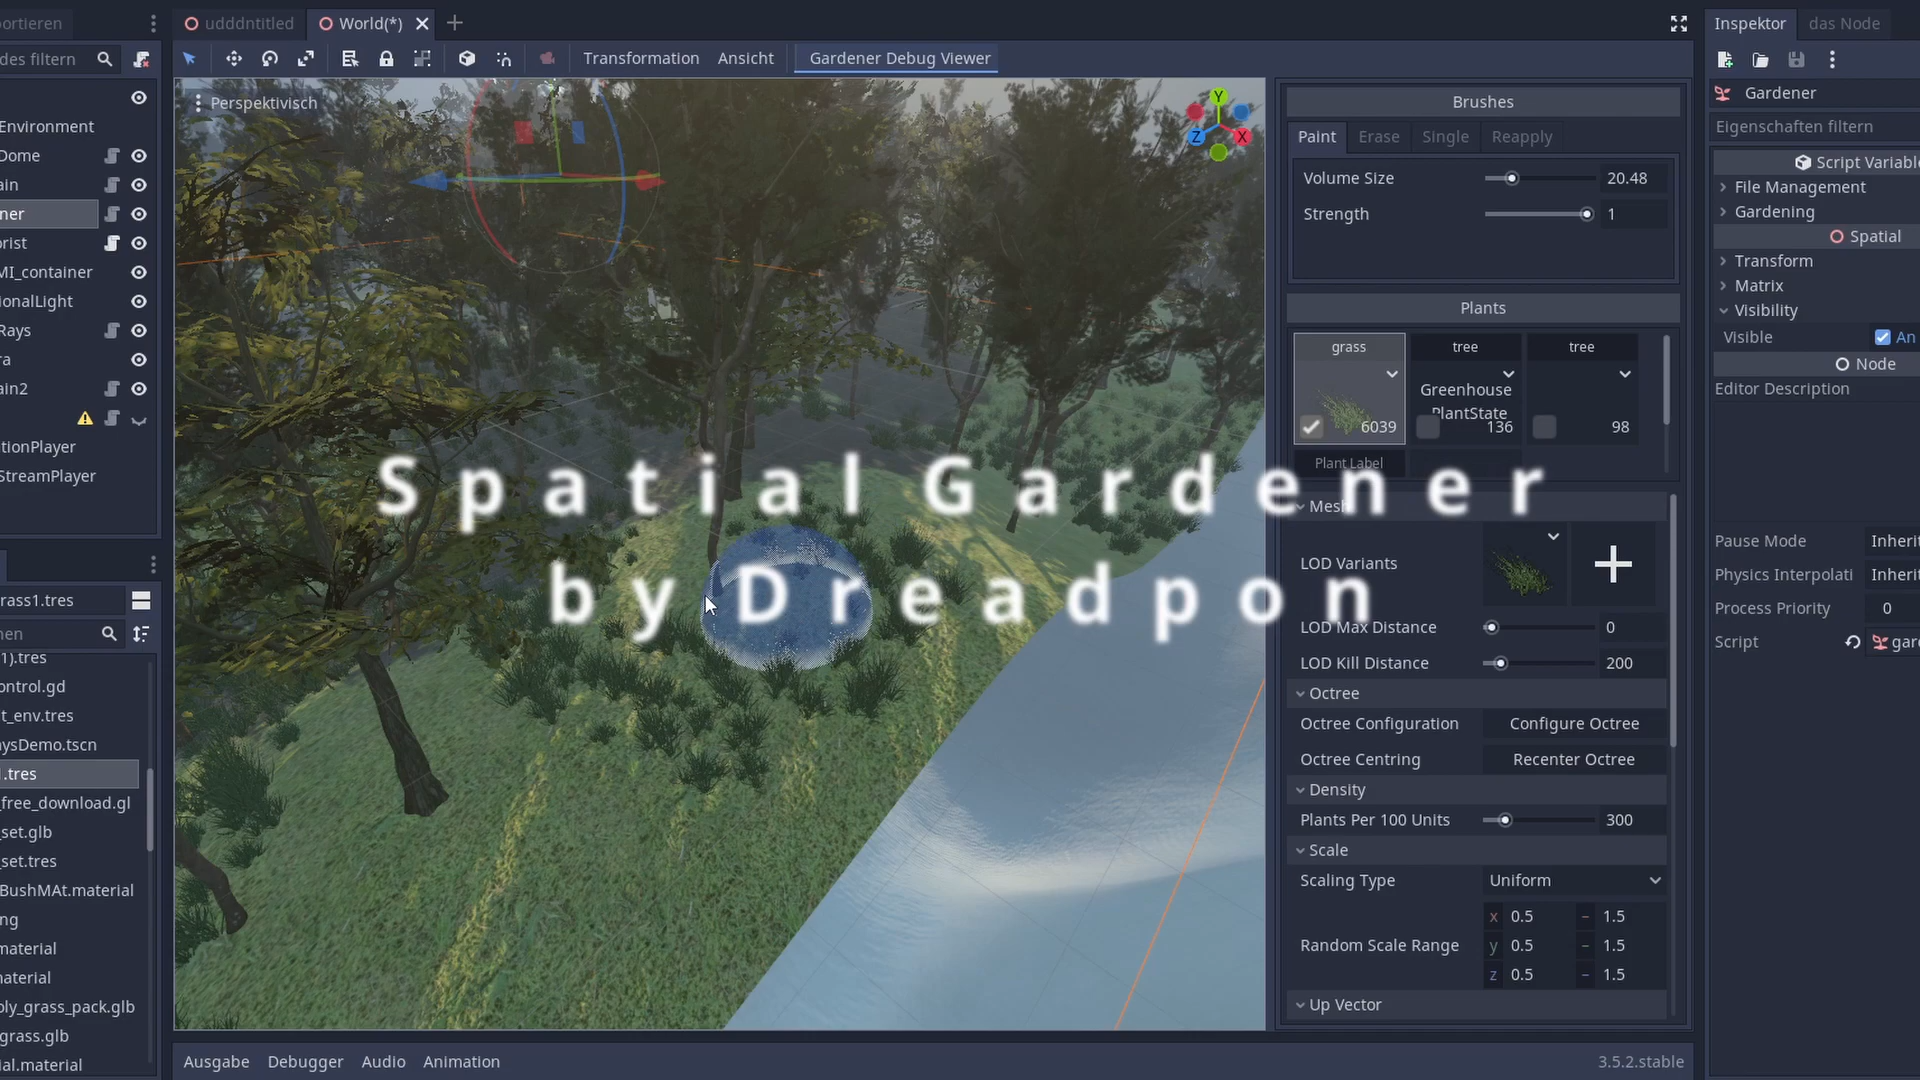 ortieren
udddntitled
World(*)
Inspektor
das Node
des filtern
Transformation
Ansicht
Gardener Debug Viewer
Perspektivisch
Y
Z
X
Environment
Dome
ain
ner
orist
MI_container
ionalLight
Rays
ra
ain2
tionPlayer
StreamPlayer
rass1.tres
nen
1).tres
ontrol.gd
t_env.tres
aysDemo.tscn
.tres
_free_download.gl
_set.glb
_set.tres
BushMAt.material
ng
material
material
oly_grass_pack.glb
grass.glb
ial.material
Spatial Gardener
by Dreadpon
Brushes
Paint
Erase
Single
Reapply
Volume Size
20.48
Strength
1
Plants
grass
tree
tree
Greenhouse
PlantState
6039
136
98
Plant Label
Mesh
LOD Variants
LOD Max Distance
0
LOD Kill Distance
200
Octree
Octree Configuration
Configure Octree
Octree Centring
Recenter Octree
Density
Plants Per 100 Units
300
Scale
Scaling Type
Uniform
Random Scale Range
x 0.5 – 1.5
y 0.5 – 1.5
z 0.5 – 1.5
Up Vector
Gardener
Eigenschaften filtern
Script Variabl
File Management
Gardening
Spatial
Transform
Matrix
Visibility
Visible
An
Node
Editor Description
Pause Mode
Inherit
Physics Interpolati
Inherit
Process Priority
0
Script
gar
Ausgabe
Debugger
Audio
Animation
3.5.2.stable